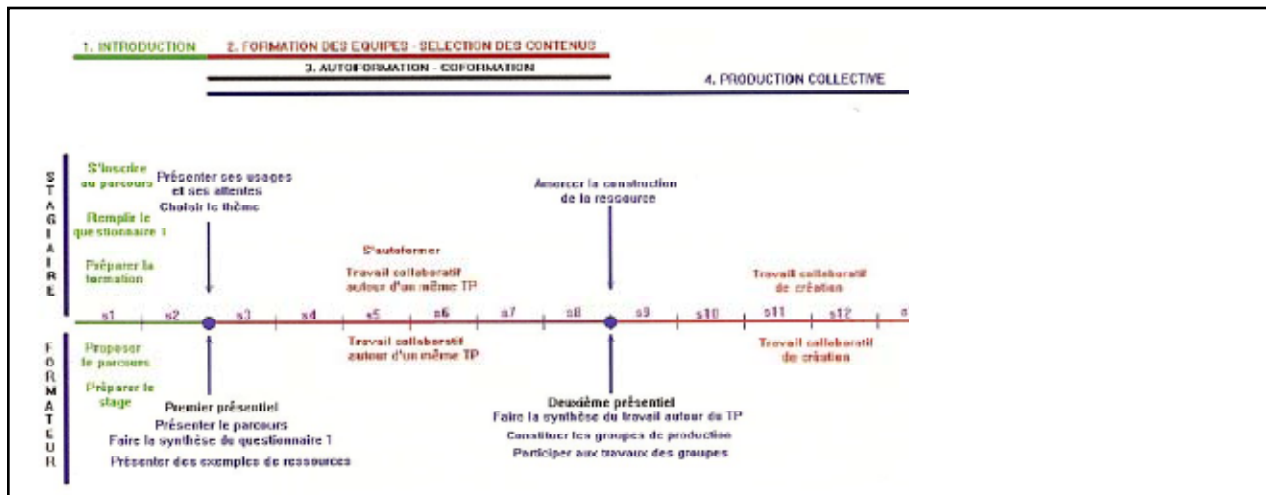 1. INTRODUCTION
2. FORMATION DES EQUIPES - SELECTION DES CONTENUS
3. AUTOFORMATION - COFORMATION
4. PRODUCTION COLLECTIVE
STAGIAIRE
S'inscrire
au parcours
Remplir le
questionnaire 1
Préparer la
formation
Présenter ses usages
et ses attentes
Choisir le thème
S'autoformer
Travail collaboratif
autour d'un même TP
Amorcer la construction
de la ressource
Travail collaboratif
de création
s1 s2 s3 s4 s5 s6 s7 s8 s9 s10 s11 s12
FORMATEUR
Proposer
le parcours
Préparer le
stage
Premier présentiel
Présenter le parcours
Faire la synthèse du questionnaire 1
Présenter des exemples de ressources
Travail collaboratif
autour d'un même TP
Deuxième présentiel
Faire la synthèse du travail autour du TP
Constituer les groupes de production
Participer aux travaux des groupes
Travail collaboratif
de création